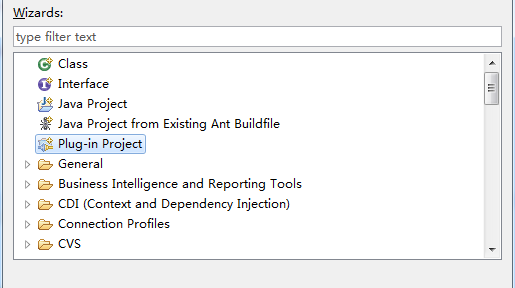 Wizards:
type filter text
Class
Interface
Java Project
Java Project from Existing Ant Buildfile
Plug-in Project
General
Business Intelligence and Reporting Tools
CDI (Context and Dependency Injection)
Connection Profiles
CVS